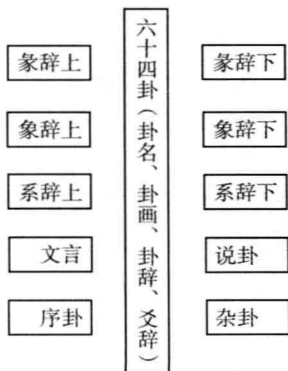 六十四卦（卦名、卦画、卦辞、爻辞）
彖辞上
彖辞下
象辞上
象辞下
系辞上
系辞下
文言
说卦
序卦
杂卦